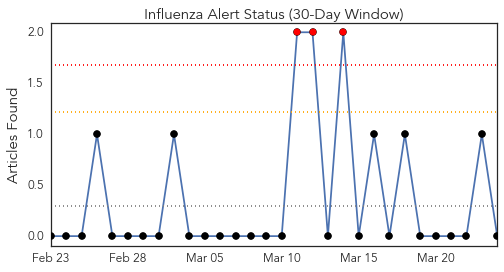 Influenza Alert Status (30-Day Window)
Articles Found
2.0
1.5
1.0
0.5
0.0
Feb 23 Feb 28 Mar 05 Mar 10 Mar 15 Mar 20